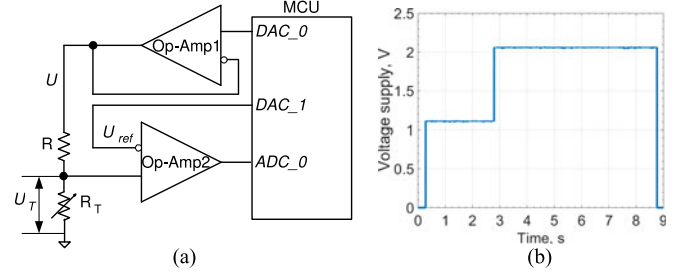 MCU
Op-Amp1
DAC_0
U
DAC_1
U_ref
R
Op-Amp2
ADC_0
U_T
R_T
(a)
Voltage supply, V
2.5
2
1.5
1
0.5
0
0 1 2 3 4 5 6 7 8 9
Time, s
(b)